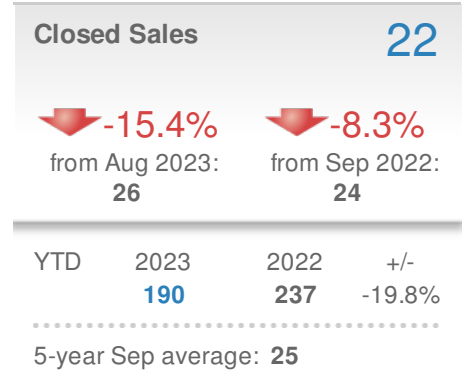 Closed Sales 22
-15.4% -8.3%
from Aug 2023: from Sep 2022:
26 24
YTD 2023 2022 +/-
190 237 -19.8%
5-year Sep average: 25